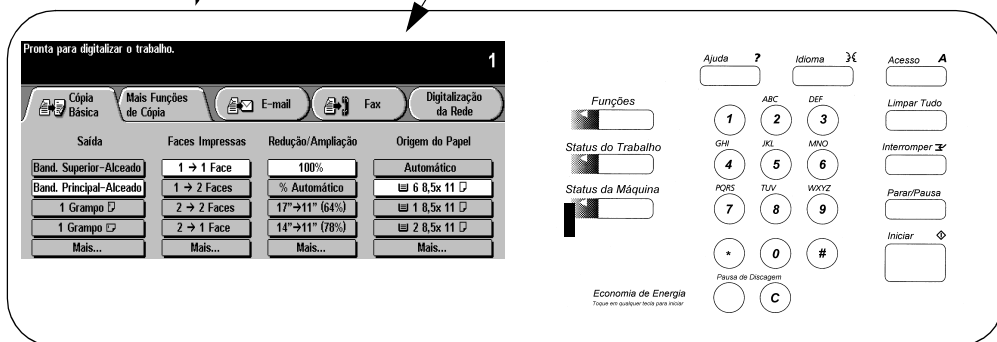 Pronta para digitalizar o trabalho.
1
Cópia Básica
Mais Funções de Cópia
E-mail
Fax
Digitalização da Rede
Saída Faces Impressas Redução/Ampliação Origem do Papel
Band. Superior-Alceado 1 → 1 Face 100% Automático
Band. Principal-Alceado 1 → 2 Faces % Automático 6 8,5x 11
1 Grampo 2 → 2 Faces 17"→11" (64%) 1 8,5x 11
1 Grampo 2 → 1 Face 14"→11" (78%) 2 8,5x 11
Mais... Mais... Mais... Mais...
Funções
Status do Trabalho
Status da Máquina
Economia de Energia
Toque em qualquer tecla para iniciar
Ajuda ? Idioma Acesso A
ABC DEF
1 2 3
GHI JKL MNO
4 5 6
PQRS TUV WXYZ
7 8 9
* 0 #
Pausa de Discagem
C
Limpar Tudo
Interromper
Parar/Pausa
Iniciar